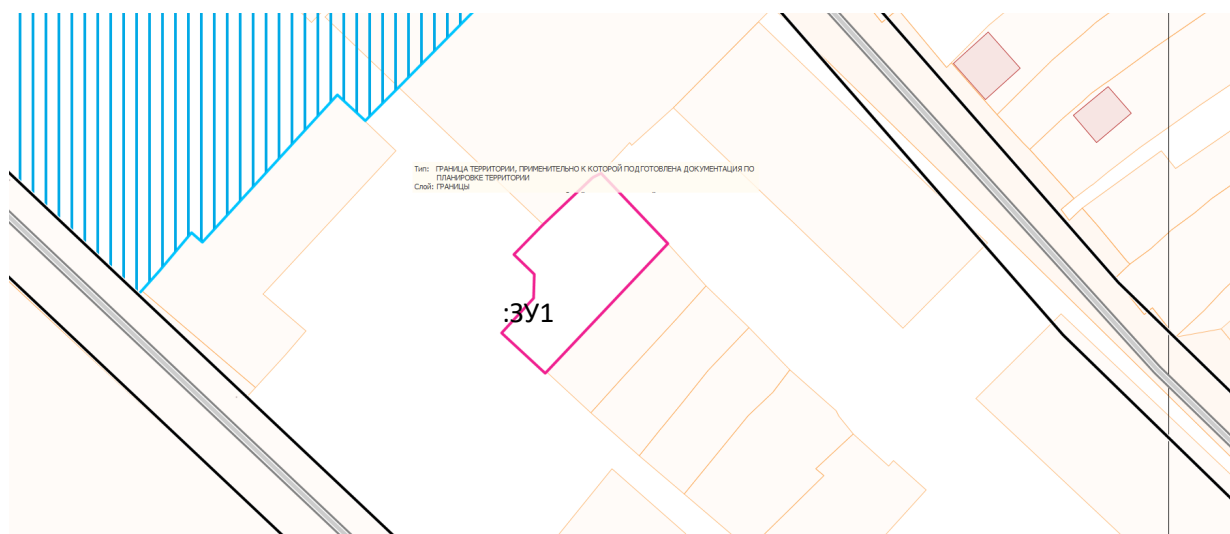 Тип: ГРАНИЦА ТЕРРИТОРИИ, ПРИМЕНИТЕЛЬНО К КОТОРОЙ ПОДГОТОВЛЕНА ДОКУМЕНТАЦИЯ ПО
ПЛАНИРОВКЕ ТЕРРИТОРИИ
Слой: ГРАНИЦЫ
:ЗУ1